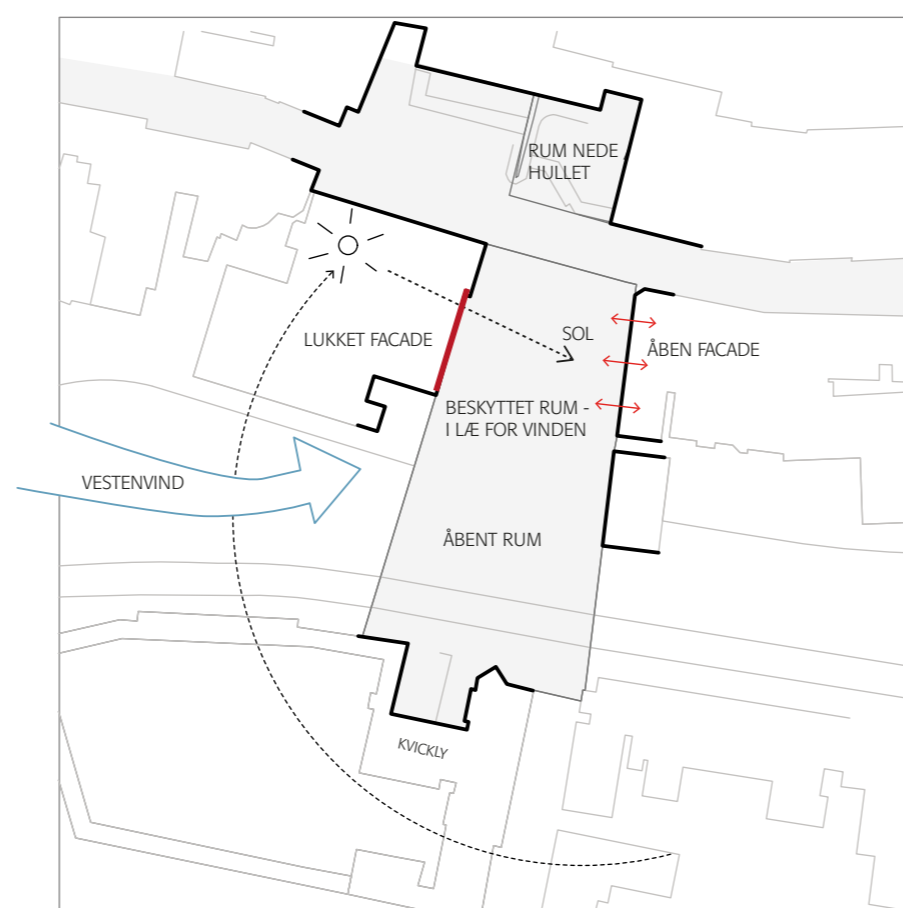 RUM NEDE
HULLET
LUKKET FACADE
SOL
ÅBEN FACADE
BESKYTTET RUM -
I LÆ FOR VINDEN
VESTENVIND
ÅBENT RUM
KVICKLY